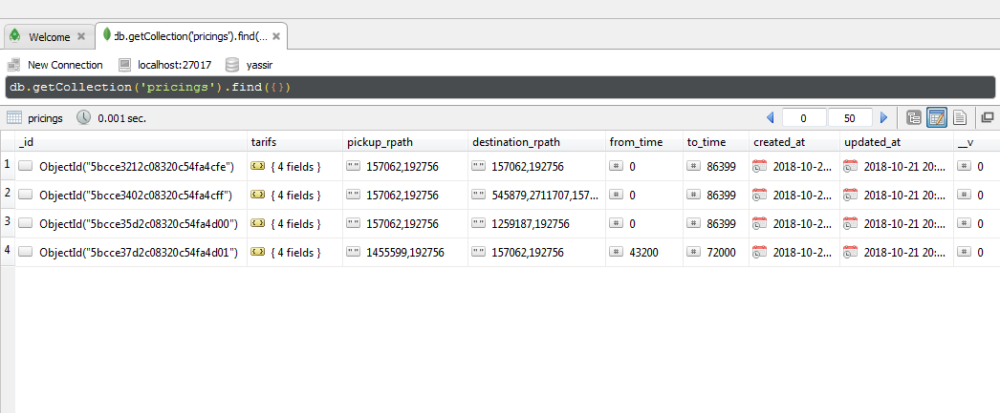 Welcome db.getCollection('pricings').find(...
New Connection localhost:27017 yassir
db.getCollection('pricings').find({})
pricings 0.001 sec. 0 50
_id tarifs pickup_rpath destination_rpath from_time to_time created_at updated_at __v
1 ObjectId("5bcce3212c08320c54fa4cfe") { 4 fields } 157062,192756 157062,192756 0 86399 2018-10-2... 2018-10-21 20:... 0
2 ObjectId("5bcce3402c08320c54fa4cff") { 4 fields } 157062,192756 545879,2711707,157... 0 86399 2018-10-2... 2018-10-21 20:... 0
3 ObjectId("5bcce35d2c08320c54fa4d00") { 4 fields } 157062,192756 1259187,192756 0 86399 2018-10-2... 2018-10-21 20:... 0
4 ObjectId("5bcce37d2c08320c54fa4d01") { 4 fields } 1455599,192756 157062,192756 43200 72000 2018-10-2... 2018-10-21 20:... 0